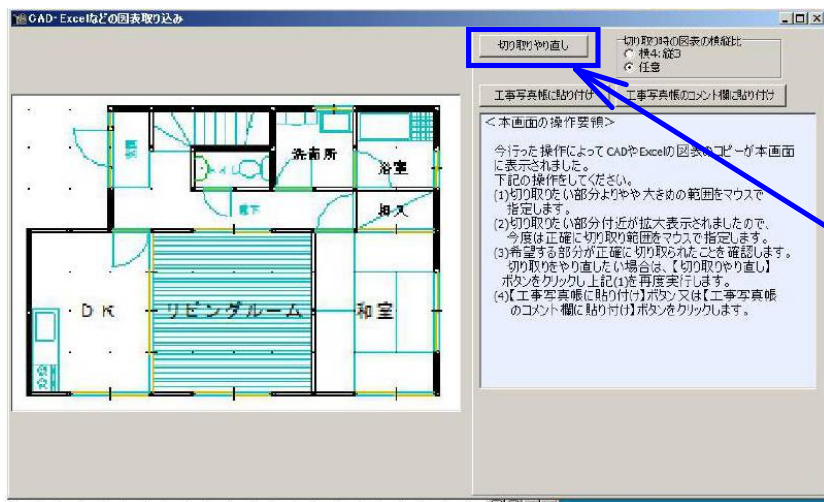 CAD・Excelなどの図表取り込み
切り取りやり直し
切り取り時の図表の横縦比
横4:縦3
任意
工事写真帳に貼り付け
工事写真帳のコメント欄に貼り付け
＜本画面の操作要領＞
今行った操作によってCADやExcelの図表のコピーが本画面
に表示されました。
下記の操作をしてください。
(1)切り取りたい部分よりやや大きめの範囲をマウスで
指定します。
(2)切り取りたい部分付近が拡大表示されましたので、
今度は正確に切り取り範囲をマウスで指定します。
(3)希望する部分が正確に切り取られたことを確認します。
切り取りをやり直したい場合は、【切り取りやり直し】
ボタンをクリックし上記(1)を再度実行します。
(4)【工事写真帳に貼り付け】ボタン又は【工事写真帳
のコメント欄に貼り付け】ボタンをクリックします。
玄関
トイレ
洗面所
浴室
廊下
押入
DK
リビングルーム
和室